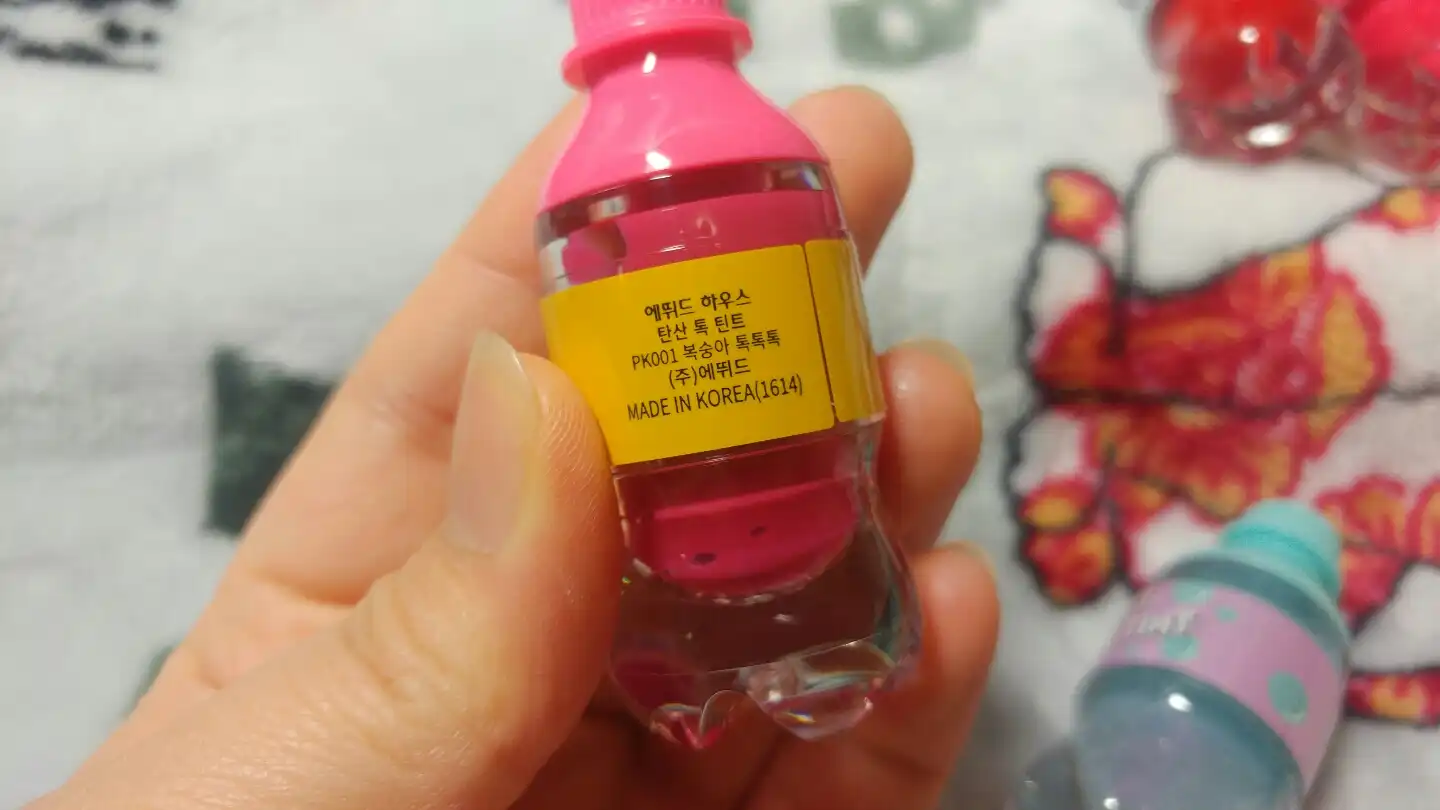 에뛰드 하우스
탄산 톡 틴트
PK001 복숭아 톡톡톡
(주)에뛰드
MADE IN KOREA(1614)
TINT